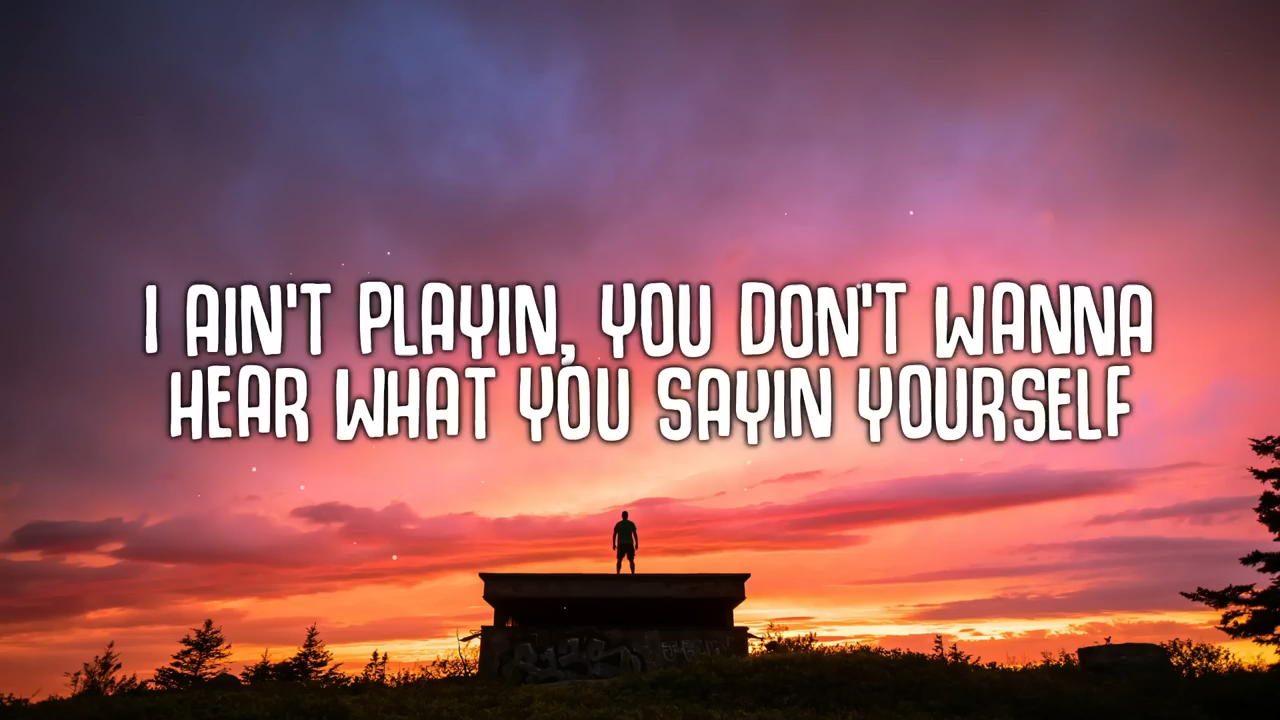 I AIN'T PLAYIN, YOU DON'T WANNA
HEAR WHAT YOU SAYIN YOURSELF